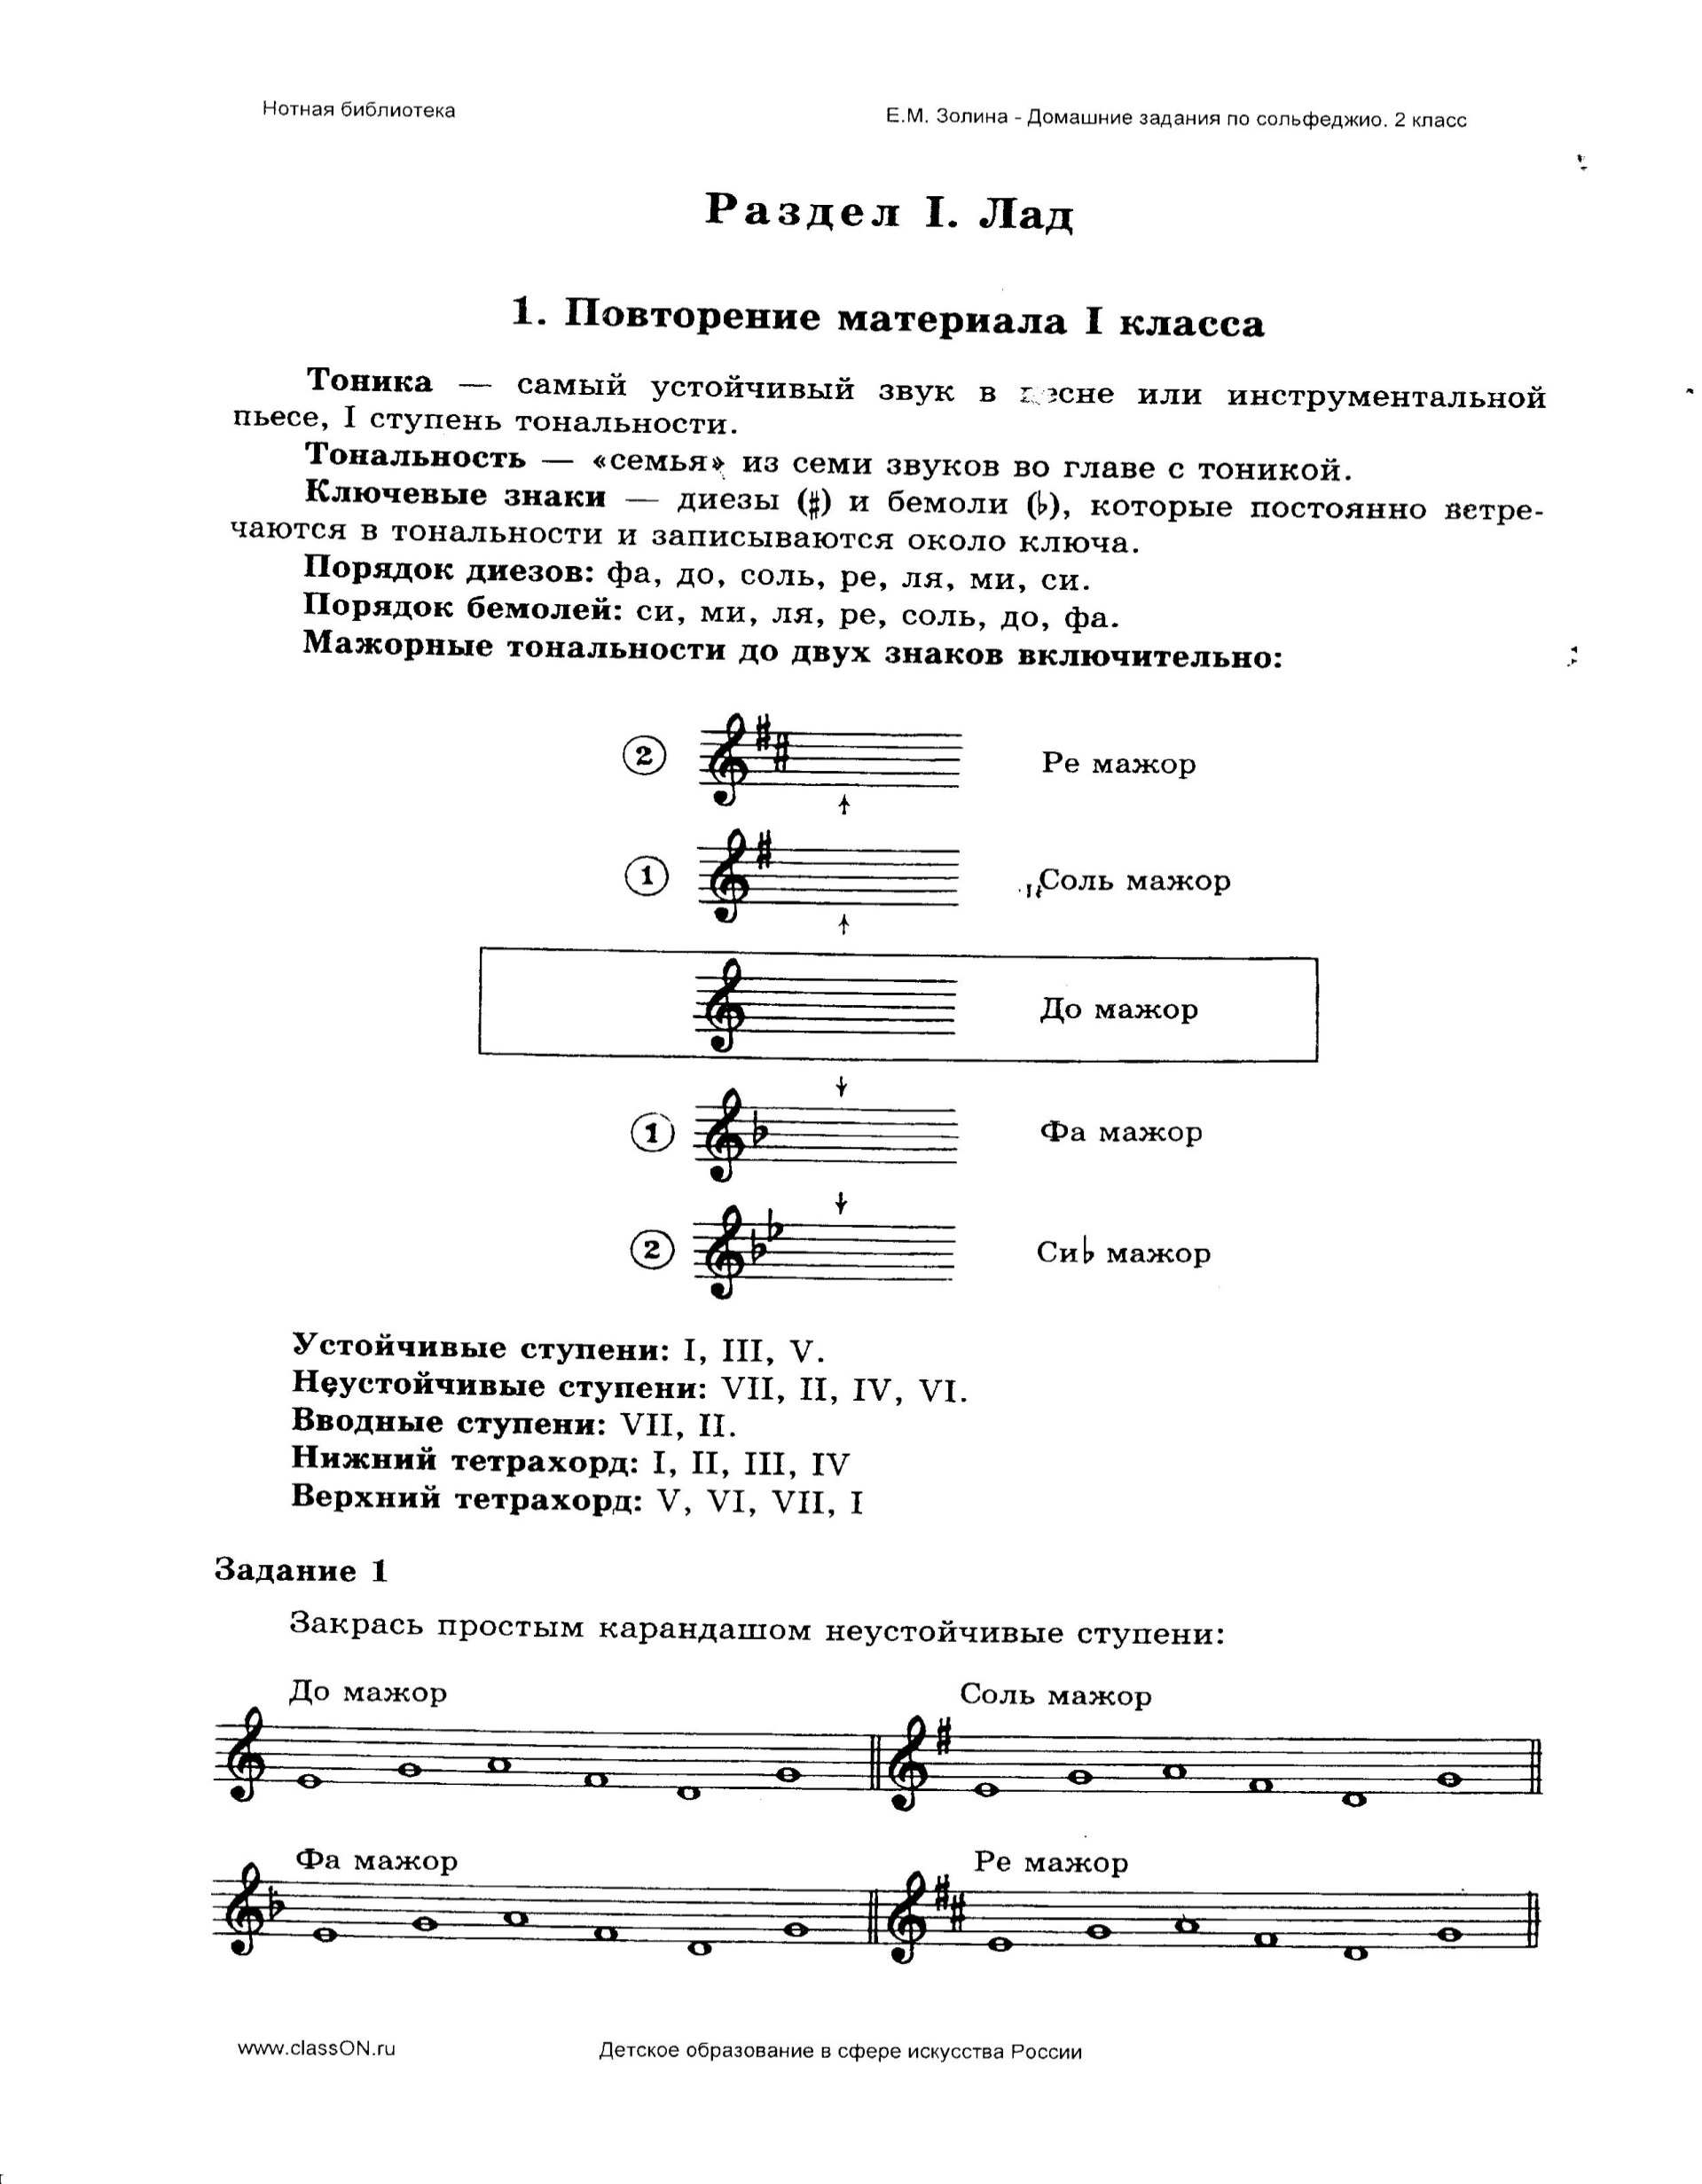 Нотная библиотека
Е.М. Золина - Домашние задания по сольфеджио. 2 класс
Раздел I. Лад
1. Повторение материала I класса
Тоника — самый устойчивый звук в песне или инструментальной
пьесе, I ступень тональности.
Тональность — «семья» из семи звуков во главе с тоникой.
Ключевые знаки — диезы (♯) и бемоли (♭), которые постоянно встре-
чаются в тональности и записываются около ключа.
Порядок диезов: фа, до, соль, ре, ля, ми, си.
Порядок бемолей: си, ми, ля, ре, соль, до, фа.
Мажорные тональности до двух знаков включительно:
2 Ре мажор
1 Соль мажор
До мажор
1 Фа мажор
2 Си♭ мажор
Устойчивые ступени: I, III, V.
Неустойчивые ступени: VII, II, IV, VI.
Вводные ступени: VII, II.
Нижний тетрахорд: I, II, III, IV
Верхний тетрахорд: V, VI, VII, I
Задание 1
Закрась простым карандашом неустойчивые ступени:
До мажор Соль мажор
Фа мажор Ре мажор
www.classON.ru Детское образование в сфере искусства России